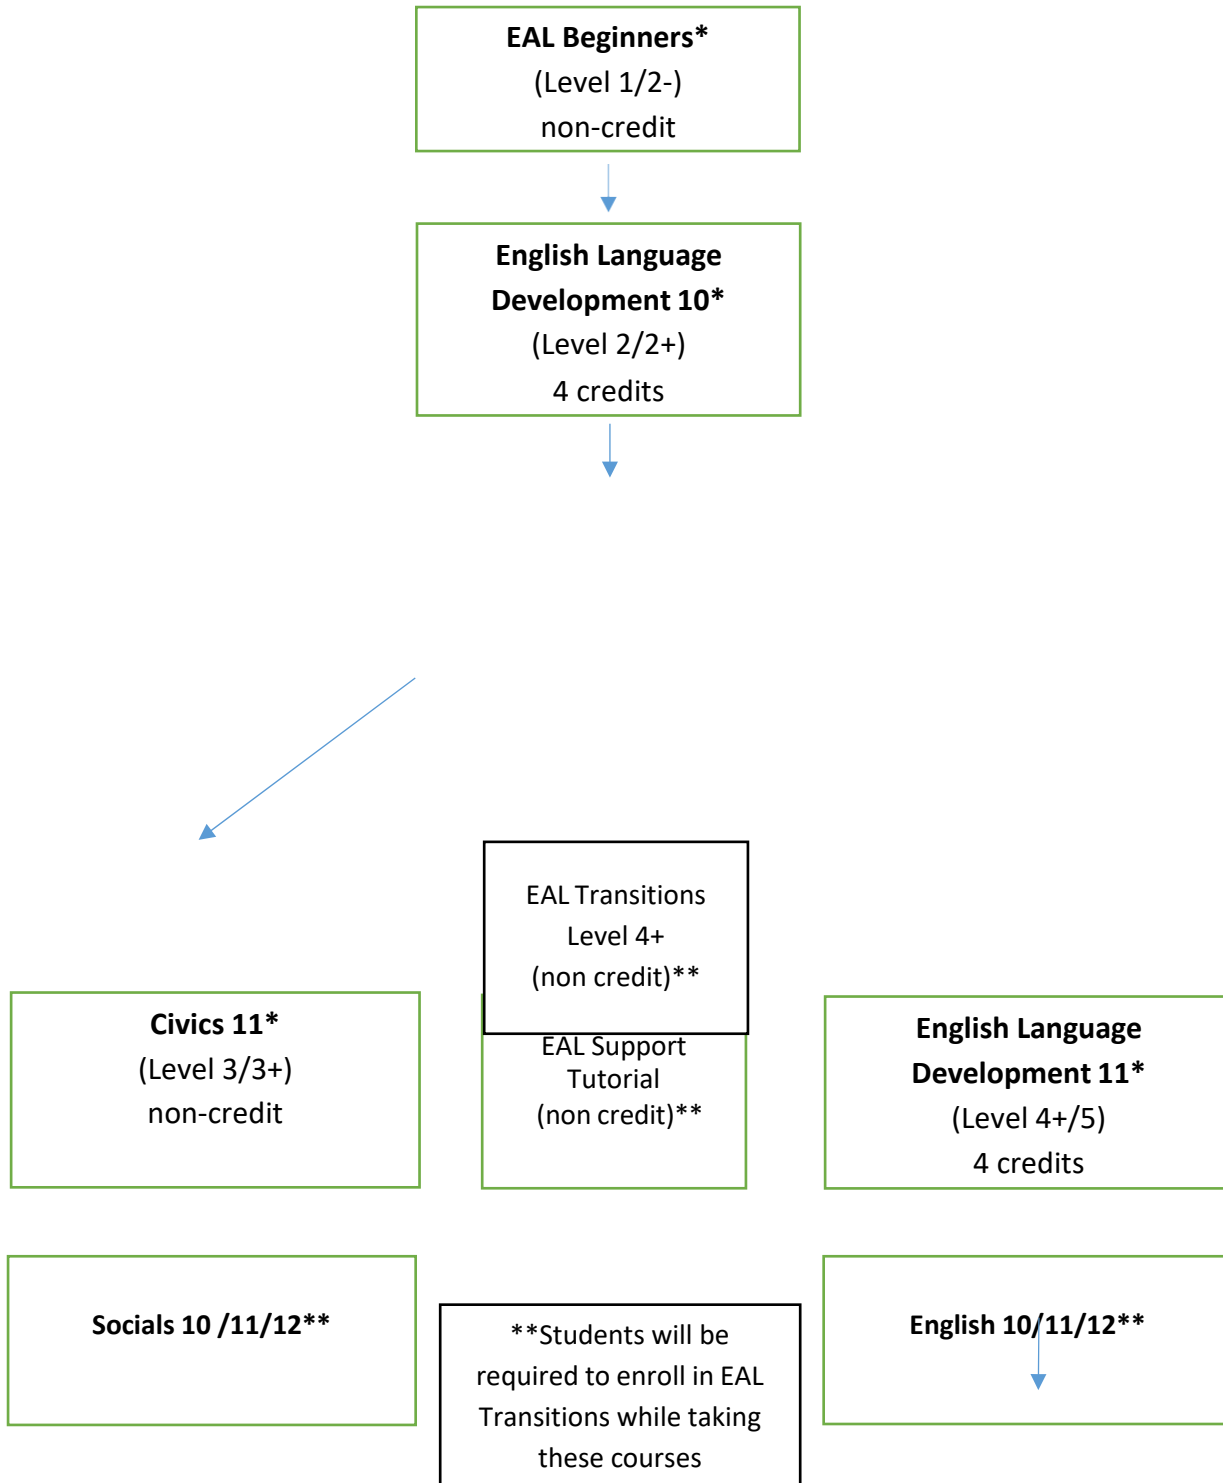 EAL Beginners*
(Level 1/2-)
non-credit
English Language
Development 10*
(Level 2/2+)
4 credits
EAL Transitions
Level 4+
(non credit)**
Civics 11*
(Level 3/3+)
non-credit
EAL Support
Tutorial
(non credit)**
English Language
Development 11*
(Level 4+/5)
4 credits
Socials 10 /11/12**
**Students will be
required to enroll in EAL
Transitions while taking
these courses
English 10/11/12**